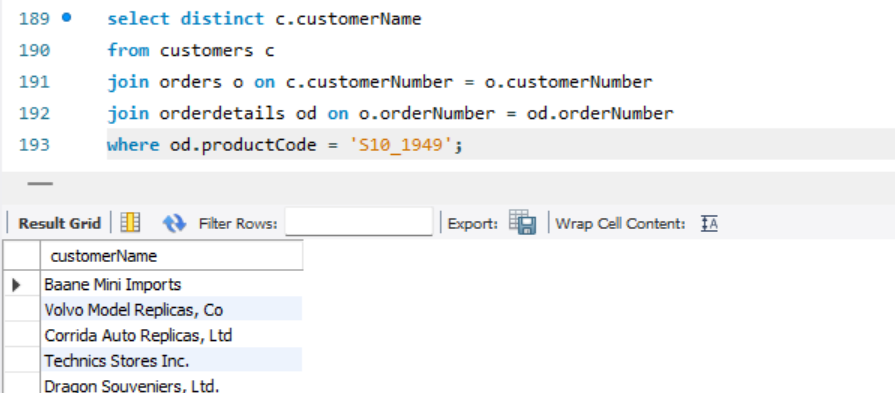 189 select distinct c.customerName
190 from customers c
191 join orders o on c.customerNumber = o.customerNumber
192 join orderdetails od on o.orderNumber = od.orderNumber
193 where od.productCode = 'S10_1949';
Result Grid Filter Rows: Export: Wrap Cell Content: IA
customerName
Baane Mini Imports
Volvo Model Replicas, Co
Corrida Auto Replicas, Ltd
Technics Stores Inc.
Dragon Souveniers, Ltd.